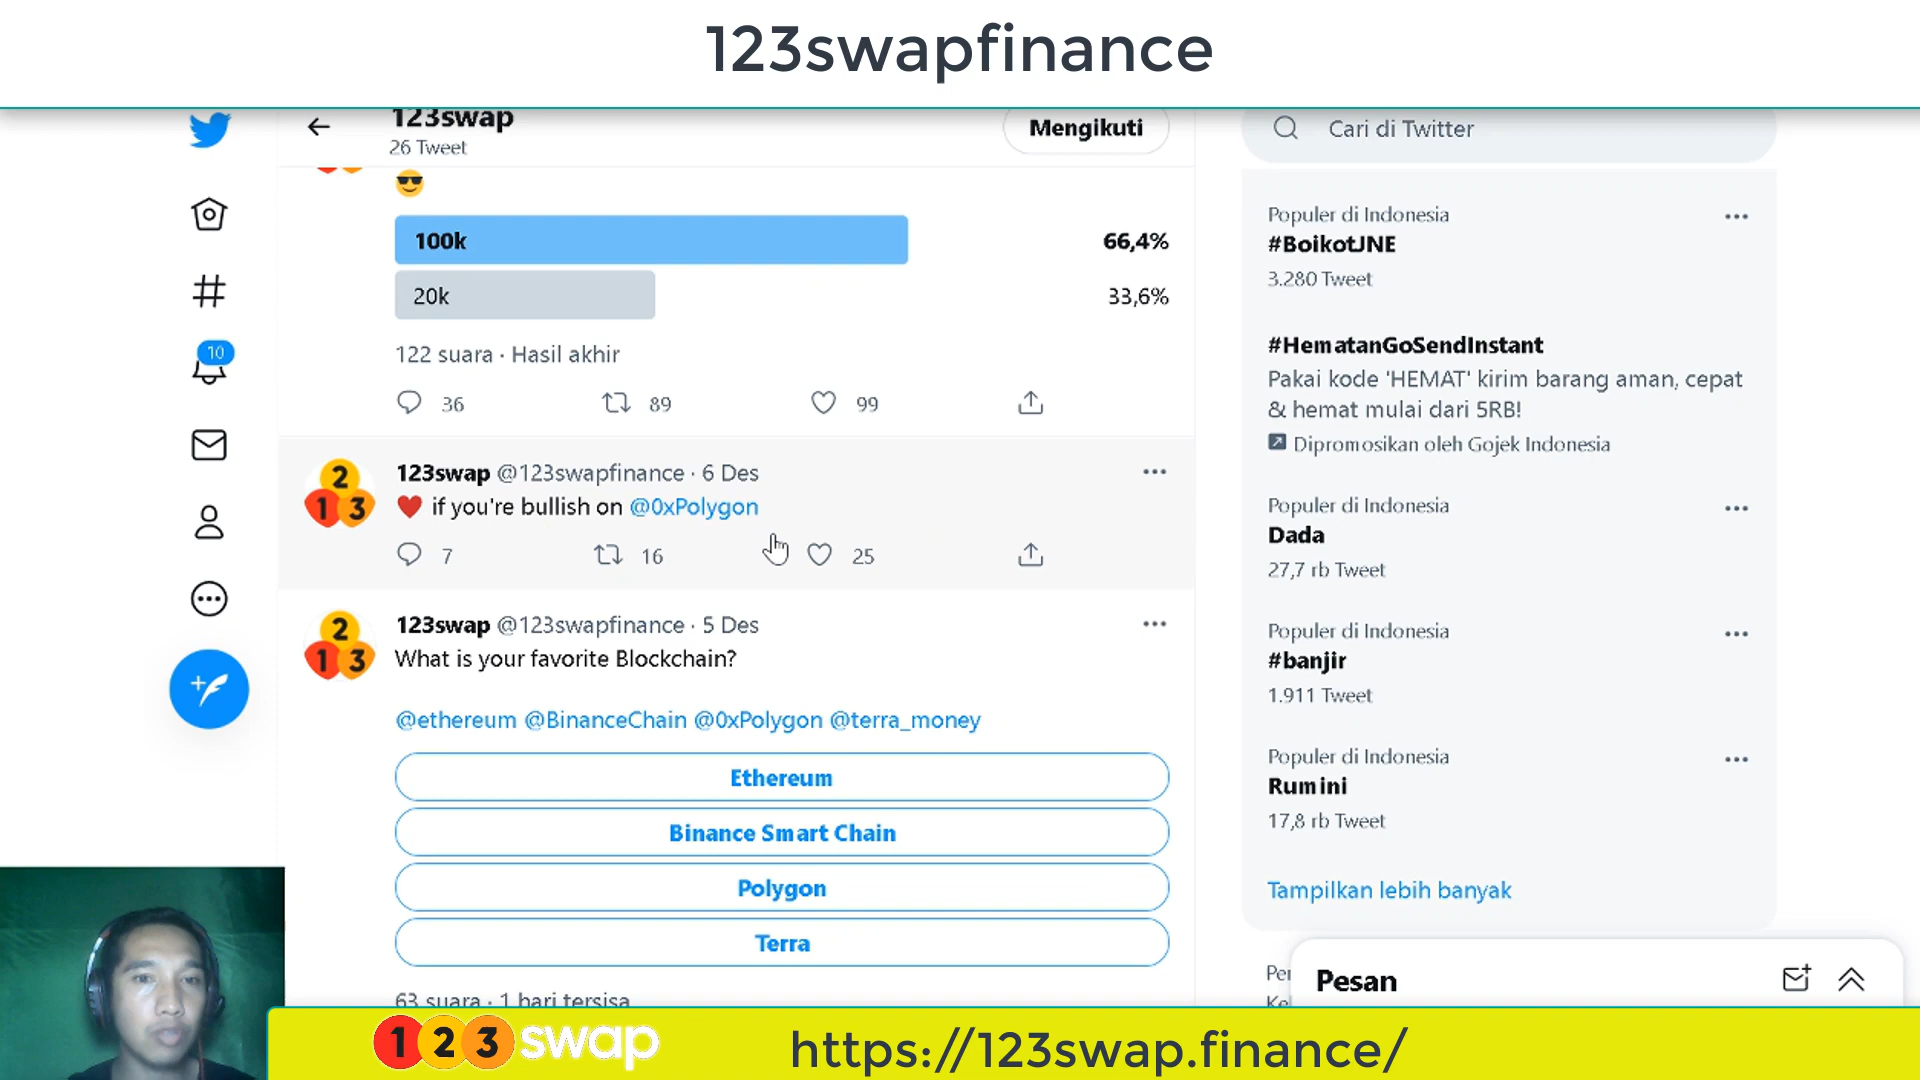 123swapfinance
123swap
26 Tweet
Mengikuti
Cari di Twitter
😎
100k 66,4%
20k 33,6%
122 suara · Hasil akhir
36 89 99
10
123swap @123swapfinance · 6 Des
❤️ if you're bullish on @0xPolygon
7 16 25
123swap @123swapfinance · 5 Des
What is your favorite Blockchain?
@ethereum @BinanceChain @0xPolygon @terra_money
Ethereum
Binance Smart Chain
Polygon
Terra
63 suara · 1 hari tersisa
Populer di Indonesia
#BoikotJNE
3.280 Tweet
#HematanGoSendInstant
Pakai kode 'HEMAT' kirim barang aman, cepat
& hemat mulai dari 5RB!
Dipromosikan oleh Gojek Indonesia
Populer di Indonesia
Dada
27,7 rb Tweet
Populer di Indonesia
#banjir
1.911 Tweet
Populer di Indonesia
Rumini
17,8 rb Tweet
Tampilkan lebih banyak
Pesan
123swap
https://123swap.finance/